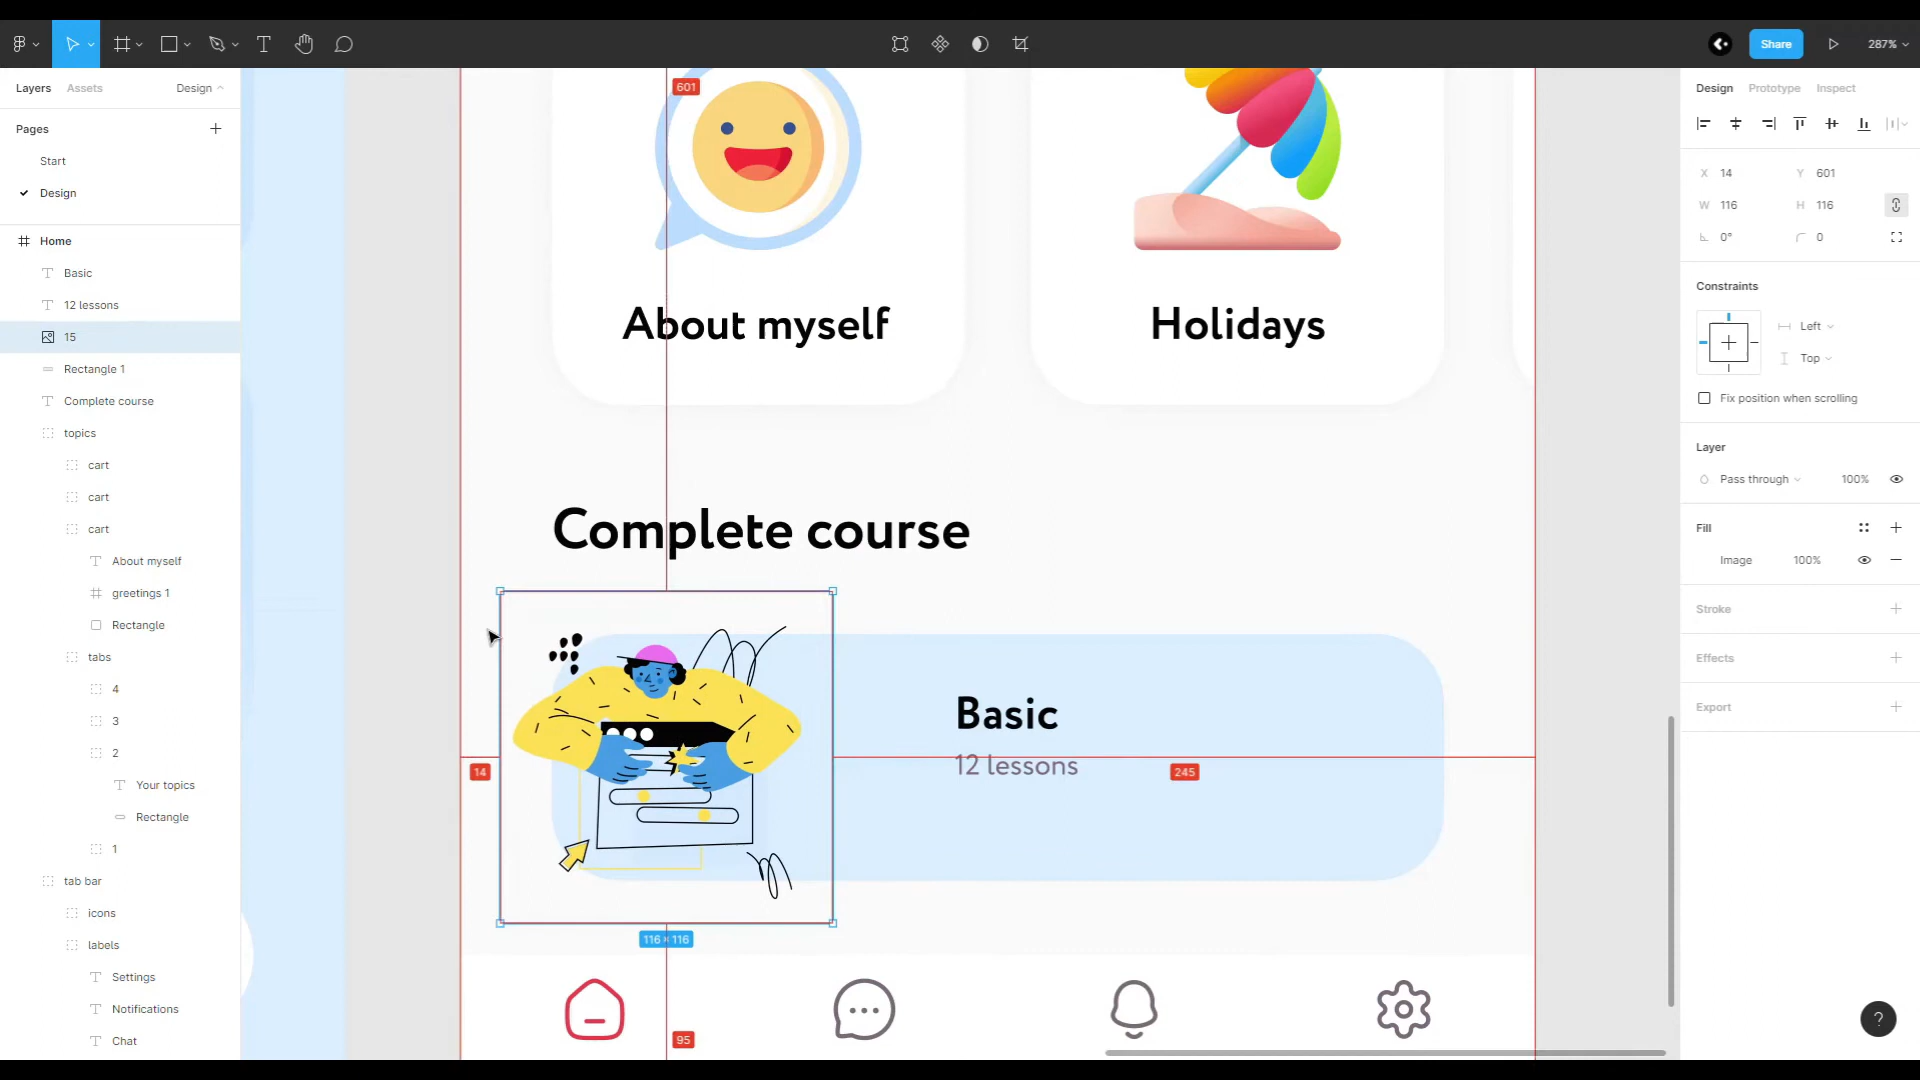 Share
287%
Layers
Assets
Design
Pages
Start
Design
Home
Basic
12 lessons
15
Rectangle 1
Complete course
topics
cart
cart
cart
About myself
greetings 1
Rectangle
tabs
4
3
2
Your topics
Rectangle
1
tab bar
icons
labels
Settings
Notifications
Chat
601
About myself
Holidays
Complete course
Basic
12 lessons
14
245
116 × 116
95
Design
Prototype
Inspect
X 14
Y 601
W 116
H 116
0°
0
Constraints
Left
Top
Fix position when scrolling
Layer
Pass through
100%
Fill
Image
100%
Stroke
Effects
Export
?